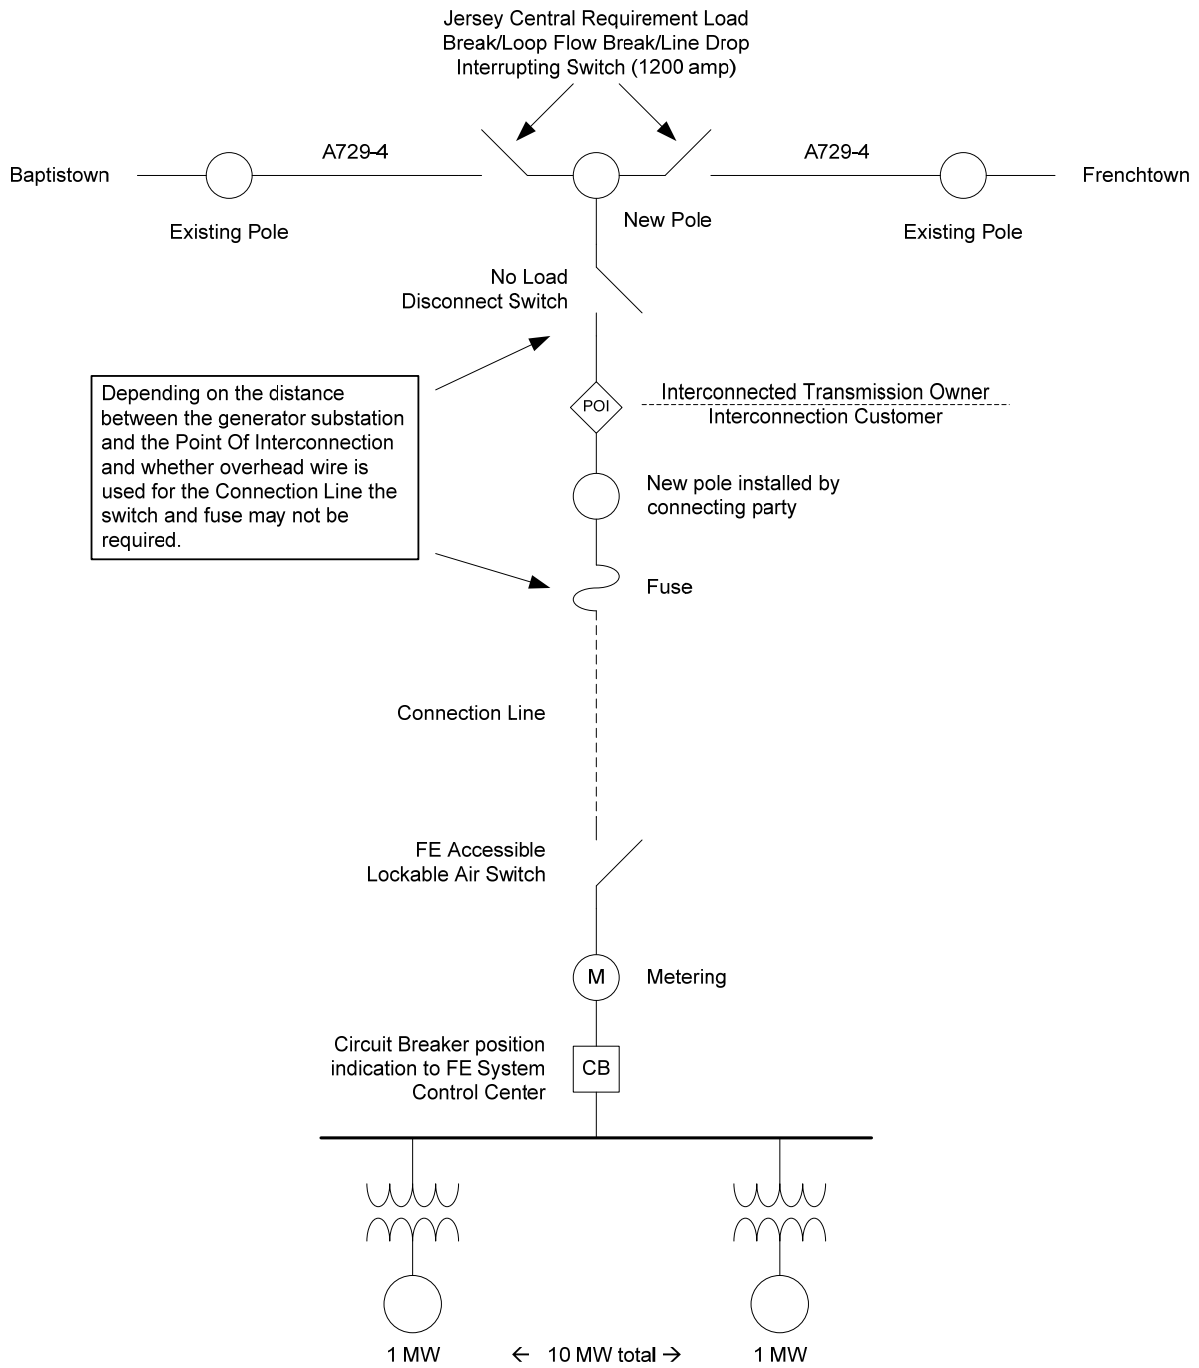 Jersey Central Requirement Load
Break/Loop Flow Break/Line Drop
Interrupting Switch (1200 amp)
A729-4
A729-4
Baptistown
Frenchtown
New Pole
Existing Pole
Existing Pole
No Load
Disconnect Switch
Depending on the distance
between the generator substation
and the Point Of Interconnection
and whether overhead wire is
used for the Connection Line the
switch and fuse may not be
required.
POI
Interconnected Transmission Owner
Interconnection Customer
New pole installed by
connecting party
Fuse
Connection Line
FE Accessible
Lockable Air Switch
M
Metering
Circuit Breaker position
indication to FE System
Control Center
CB
1 MW
← 10 MW total →
1 MW